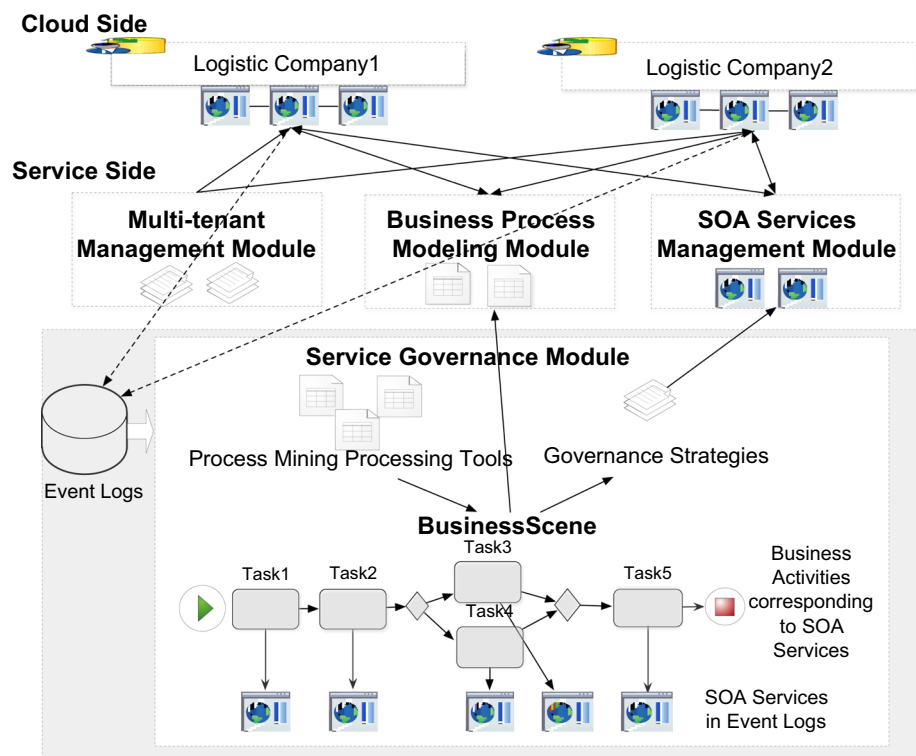 Cloud Side
Logistic Company1
Logistic Company2
Service Side
Multi-tenant
Management Module
Business Process
Modeling Module
SOA Services
Management Module
Service Governance Module
Process Mining Processing Tools
Governance Strategies
Event Logs
BusinessScene
Task1
Task2
Task3
Task4
Task5
Business
Activities
corresponding
to SOA
Services
SOA Services
in Event Logs